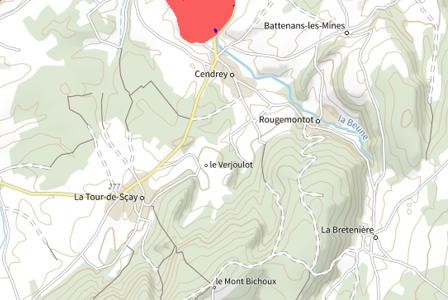 Battenans-les-Mines
Cendrey
Rougemontot
la Beune
le Verjoulot
277
La Tour-de-Sçay
La Bretenière
le Mont Bichoux